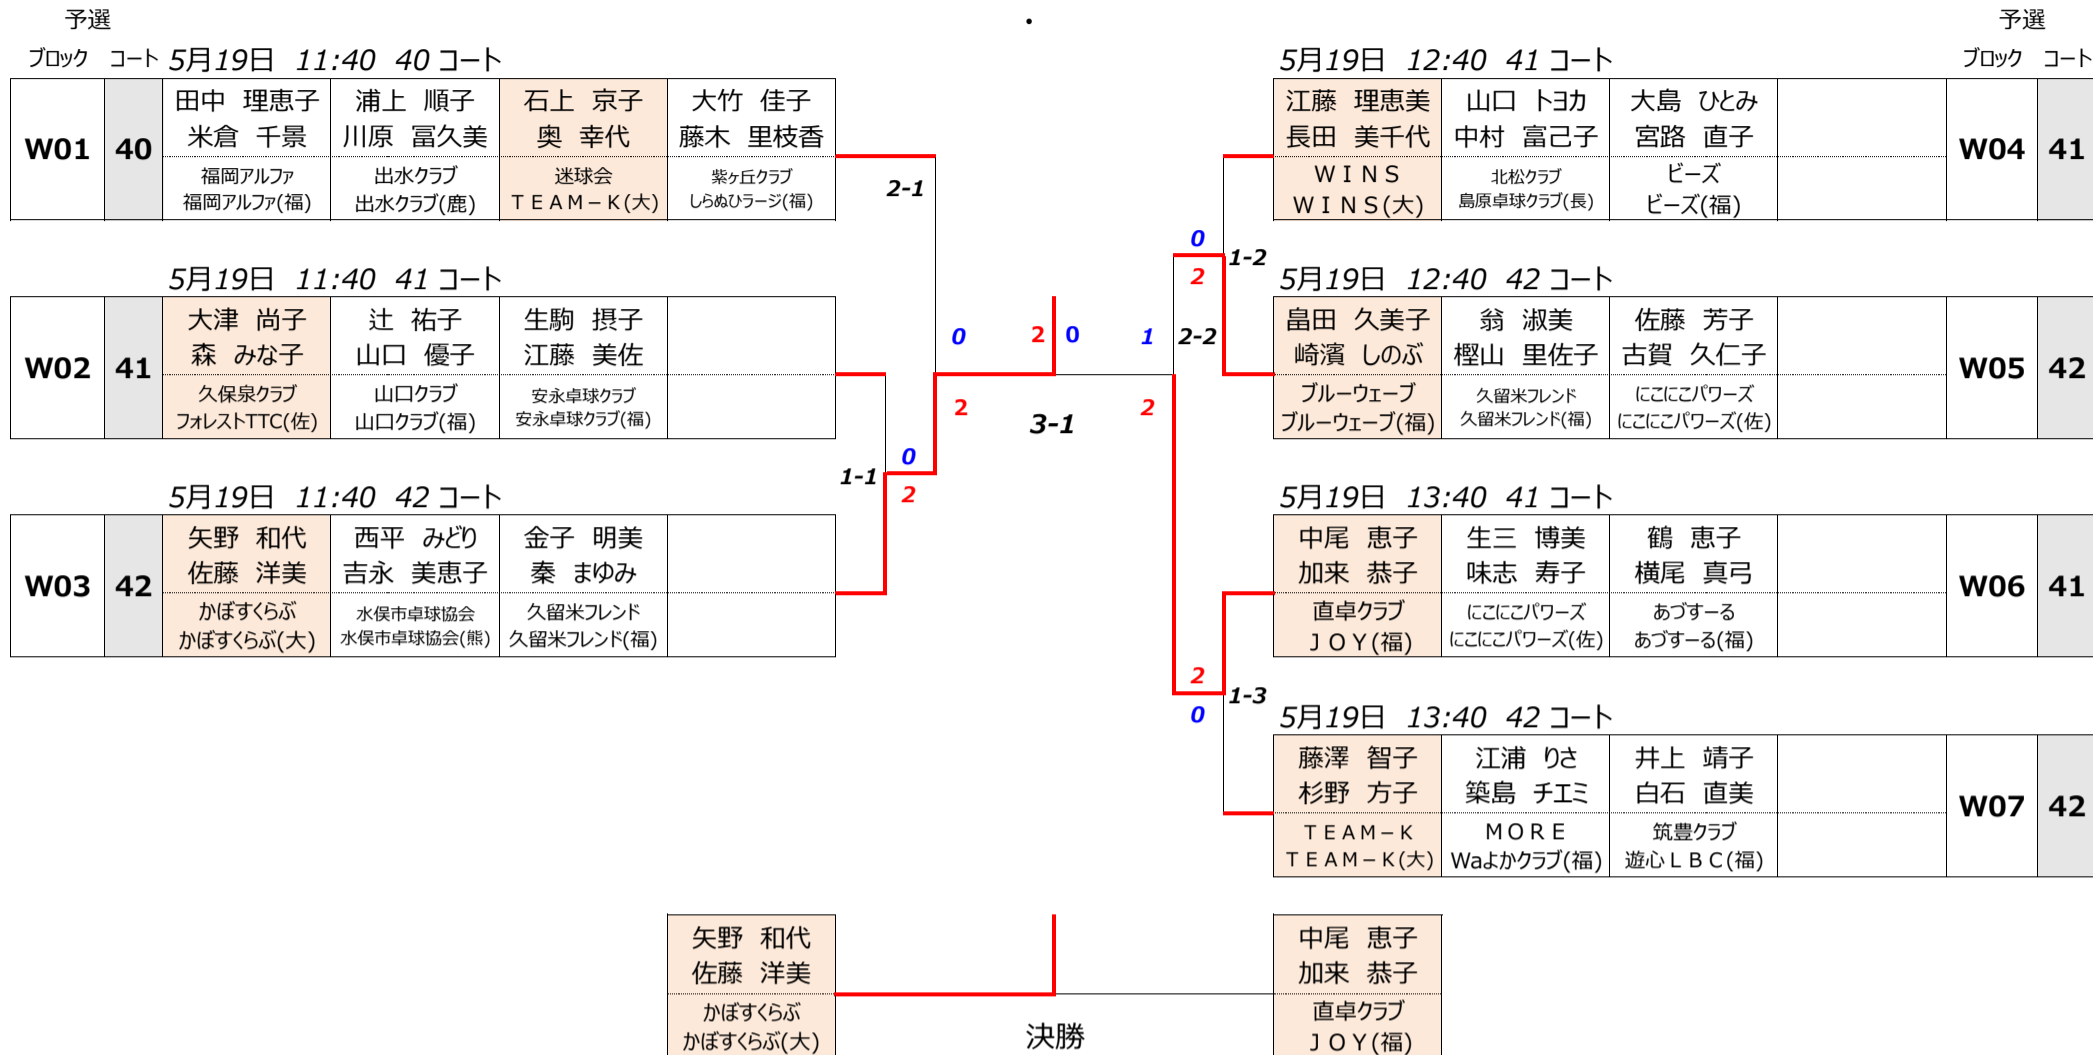 予選
ブロック コート 5月19日 11:40 40 コート
W01 40
田中 理恵子 浦上 順子 石上 京子 大竹 佳子
米倉 千景 川原 冨久美 奥 幸代 藤木 里枝香
福岡アルファ 出水クラブ 迷球会 紫ヶ丘クラブ
福岡アルファ(福) 出水クラブ(鹿) ＴＥＡＭ－Ｋ(大) しらぬひラージ(福)
5月19日 11:40 41 コート
W02 41
大津 尚子 辻 祐子 生駒 摂子
森 みな子 山口 優子 江藤 美佐
久保泉クラブ 山口クラブ 安永卓球クラブ
フォレストTTC(佐) 山口クラブ(福) 安永卓球クラブ(福)
5月19日 11:40 42 コート
W03 42
矢野 和代 西平 みどり 金子 明美
佐藤 洋美 吉永 美恵子 秦 まゆみ
かぼすくらぶ 水俣市卓球協会 久留米フレンド
かぼすくらぶ(大) 水俣市卓球協会(熊) 久留米フレンド(福)
2-1
0
2
1-1
0
2
.
2 0
3-1
0
2
1-2
1
2-2
2
2
0
1-3
予選
5月19日 12:40 41 コート ブロック コート
江藤 理恵美 山口 トヨカ 大島 ひとみ
長田 美千代 中村 富己子 宮路 直子
ＷＩＮＳ 北松クラブ ビーズ
ＷＩＮＳ(大) 島原卓球クラブ(長) ビーズ(福)
W04 41
5月19日 12:40 42 コート
畠田 久美子 翁 淑美 佐藤 芳子
崎濱 しのぶ 樫山 里佐子 古賀 久仁子
ブルーウェーブ 久留米フレンド にこにこパワーズ
ブルーウェーブ(福) 久留米フレンド(福) にこにこパワーズ(佐)
W05 42
5月19日 13:40 41 コート
中尾 恵子 生三 博美 鶴 恵子
加来 恭子 味志 寿子 横尾 真弓
直卓クラブ にこにこパワーズ あづすーる
ＪＯＹ(福) にこにこパワーズ(佐) あづすーる(福)
W06 41
5月19日 13:40 42 コート
藤澤 智子 江浦 りさ 井上 靖子
杉野 方子 築島 チエミ 白石 直美
ＴＥＡＭ－Ｋ ＭＯＲＥ 筑豊クラブ
ＴＥＡＭ－Ｋ(大) Waよかクラブ(福) 遊心ＬＢＣ(福)
W07 42
矢野 和代
佐藤 洋美
かぼすくらぶ
かぼすくらぶ(大)
決勝
中尾 恵子
加来 恭子
直卓クラブ
ＪＯＹ(福)